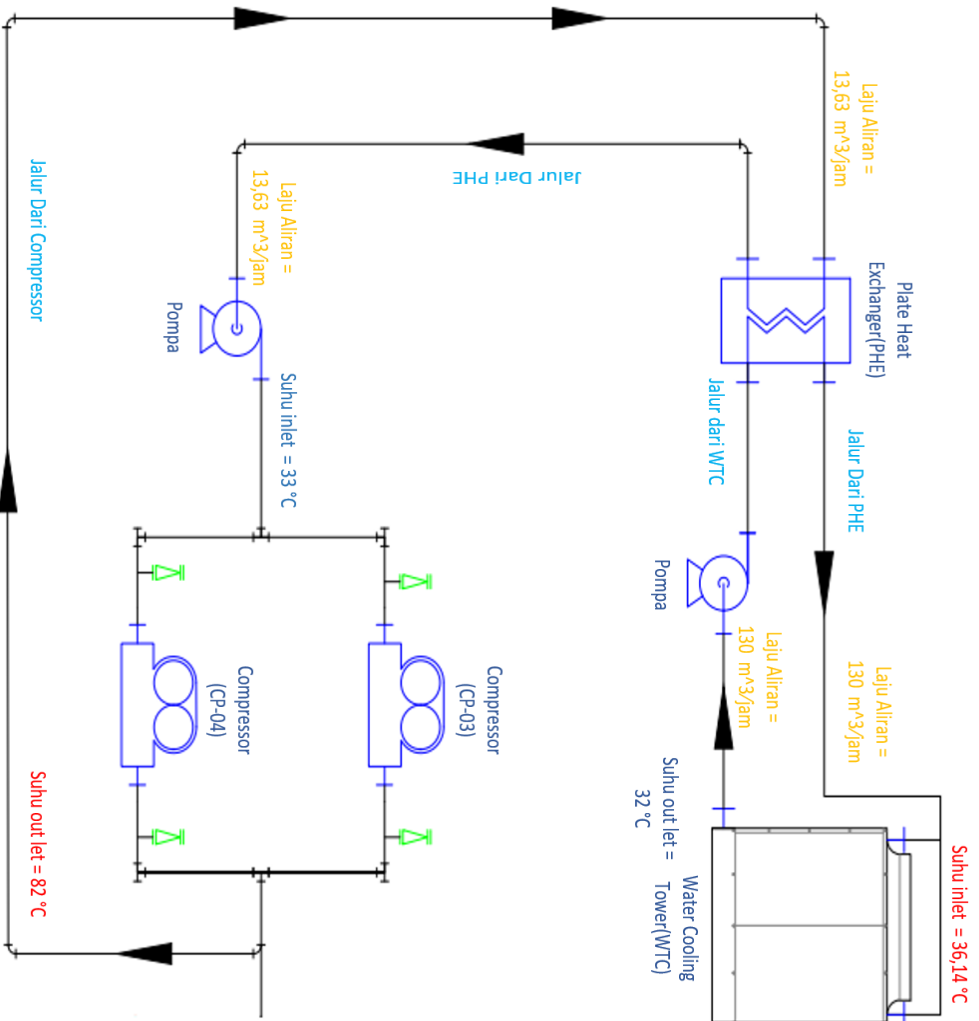 Suhu inlet = 36,14 °C
Laju Aliran =
13,63 m^3/jam
Plate Heat
Exchanger(PHE)
Jalur Dari PHE
Laju Aliran =
130 m^3/jam
Jalur dari WTC
Pompa
Laju Aliran =
130 m^3/jam
Suhu out let =
32 °C
Water Cooling
Tower(WTC)
Jalur Dari PHE
Laju Aliran =
13,63 m^3/jam
Pompa
Suhu inlet = 33 °C
Compressor
(CP-03)
Compressor
(CP-04)
Jalur Dari Compressor
Suhu out let = 82 °C